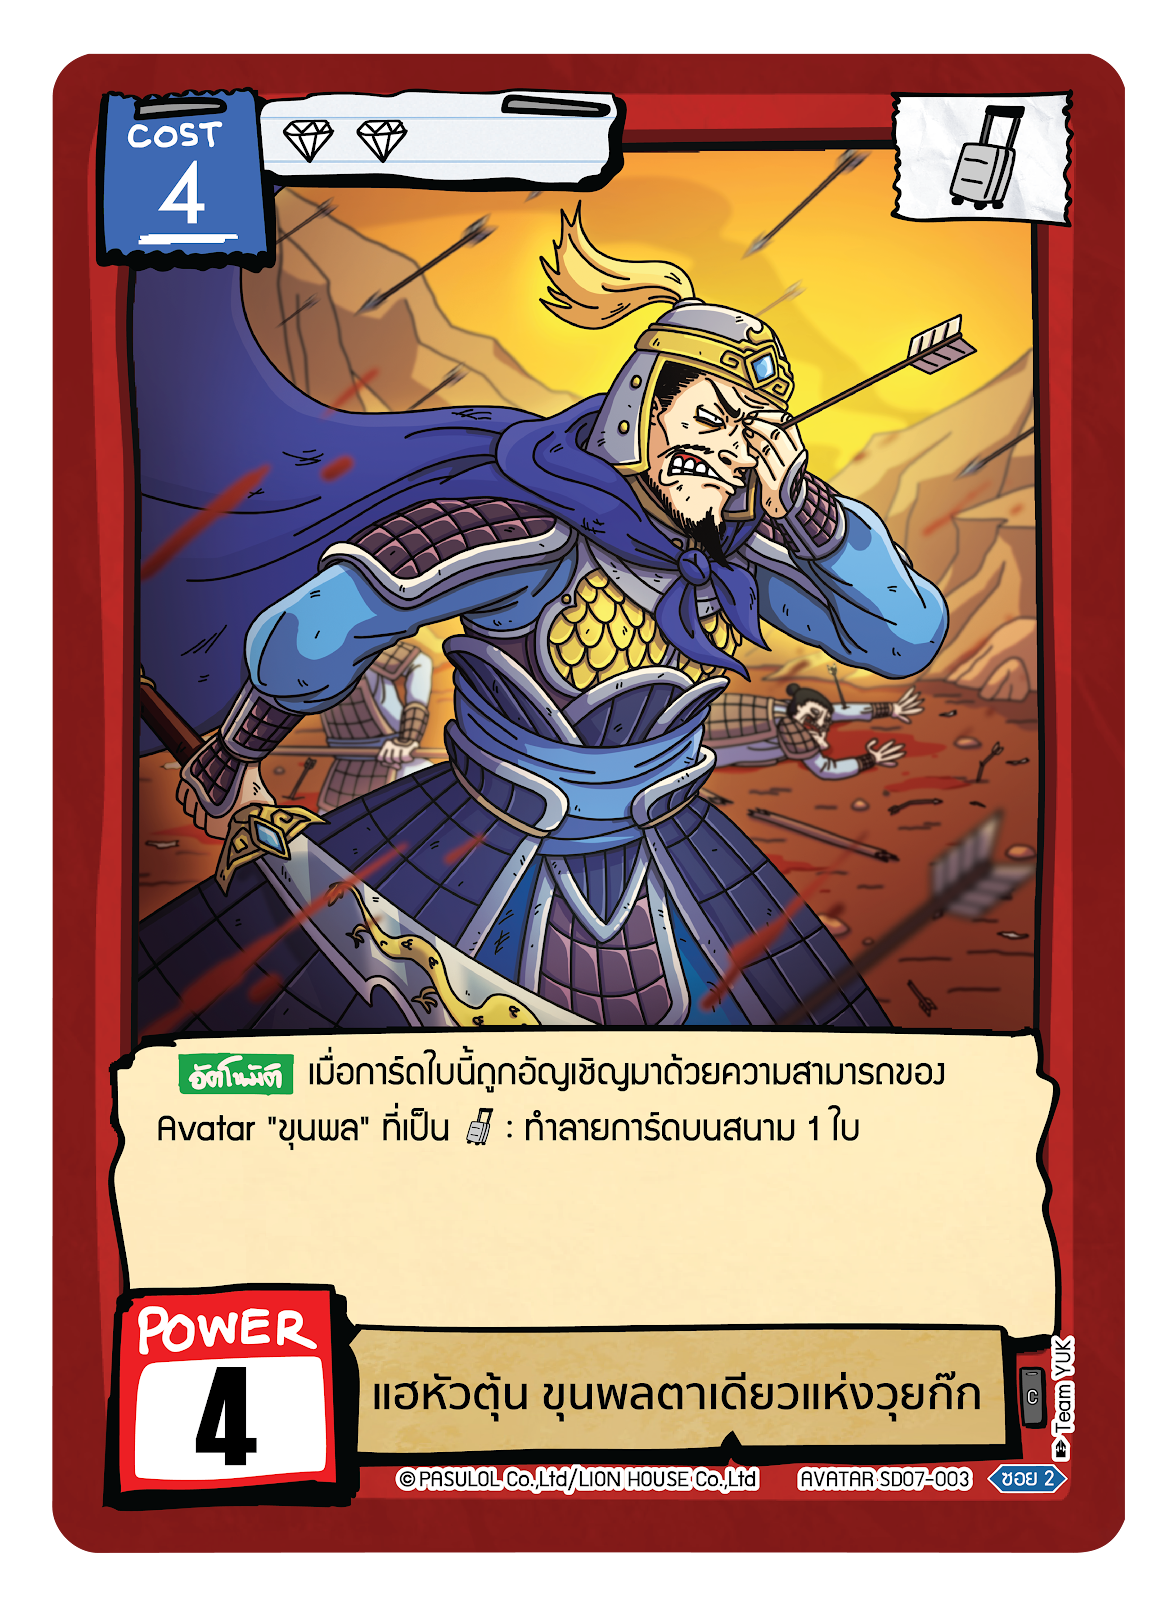 COST
4
อัตโนมัติ เมื่อการ์ดใบนี้ถูกอัญเชิญมาด้วยความสามารถของ
Avatar "ขุนพล" ที่เป็น : ทำลายการ์ดบนสนาม 1 ใบ
POWER
4
แฮหัวตุ้น ขุนพลตาเดียวแห่งวุยก๊ก
C
Team YUK
© PASULOL Co.,Ltd/LION HOUSE Co.,Ltd AVATAR SD07-003 ซอย 2